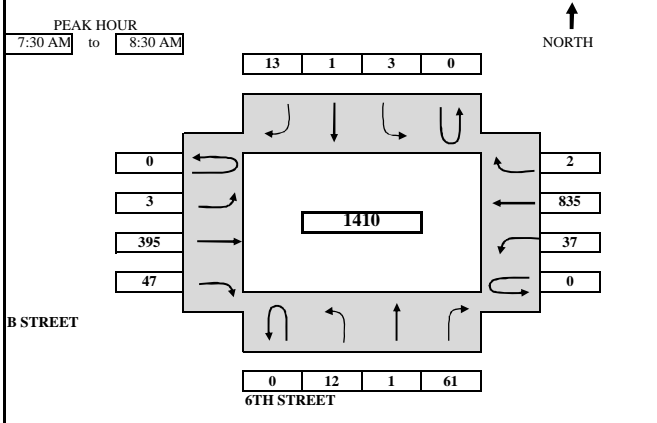 PEAK HOUR
7:30 AM to 8:30 AM
NORTH
13 1 3 0
0 2
3 835
1410
395 37
47 0
B STREET
0 12 1 61
6TH STREET